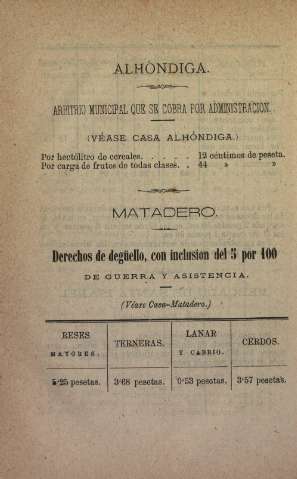 ALHÓNDIGA.
ARBITRIO MUNICIPAL QUE SE COBRA POR ADMINISTRACION.
(VÉASE CASA ALHÓNDIGA.)
Por hectólitro de cereales. . . . . . 12 céntimos de peseta.
Por carga de frutos de todas clases. . 44 » »
MATADERO.
Derechos de degüello, con inclusion del 5 por 100
DE GUERRA Y ASISTENCIA.
(Véase Casa-Matadero.)
RESES MAYORES. TERNERAS. LANAR Y CABRIO. CERDOS.
5'25 pesetas. 3'68 pesetas. 0'53 pesetas. 3'57 pesetas.